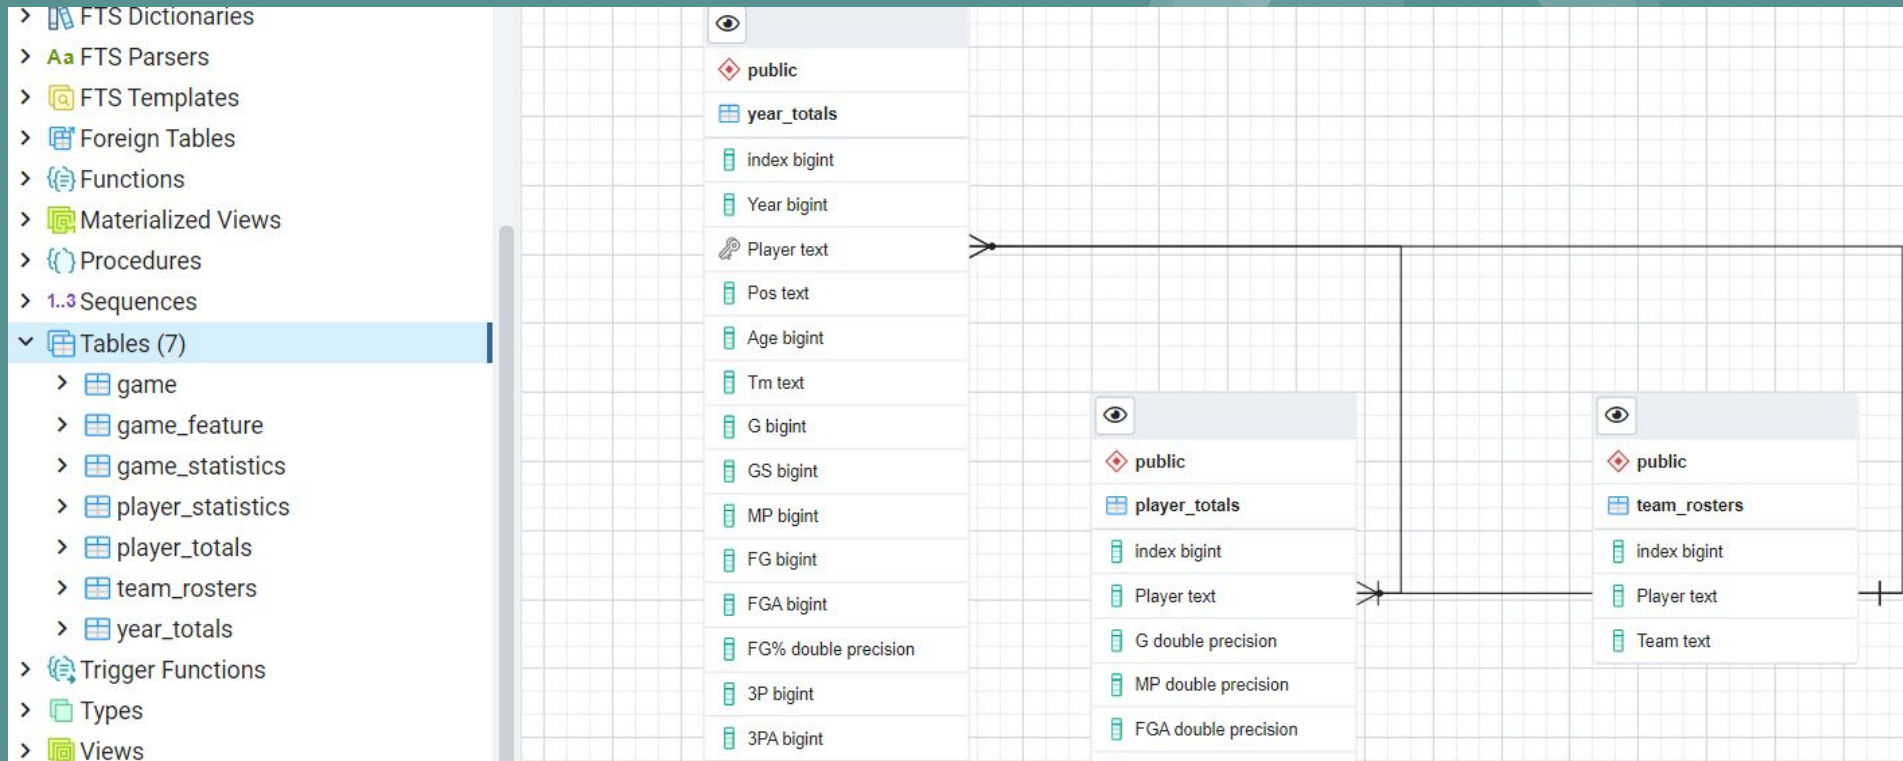 FTS Dictionaries
Aa FTS Parsers
FTS Templates
Foreign Tables
Functions
Materialized Views
Procedures
1..3 Sequences
Tables (7)
game
game_feature
game_statistics
player_statistics
player_totals
team_rosters
year_totals
Trigger Functions
Types
Views
public
year_totals
index bigint
Year bigint
Player text
Pos text
Age bigint
Tm text
G bigint
GS bigint
MP bigint
FG bigint
FGA bigint
FG% double precision
3P bigint
3PA bigint
public
player_totals
index bigint
Player text
G double precision
MP double precision
FGA double precision
public
team_rosters
index bigint
Player text
Team text